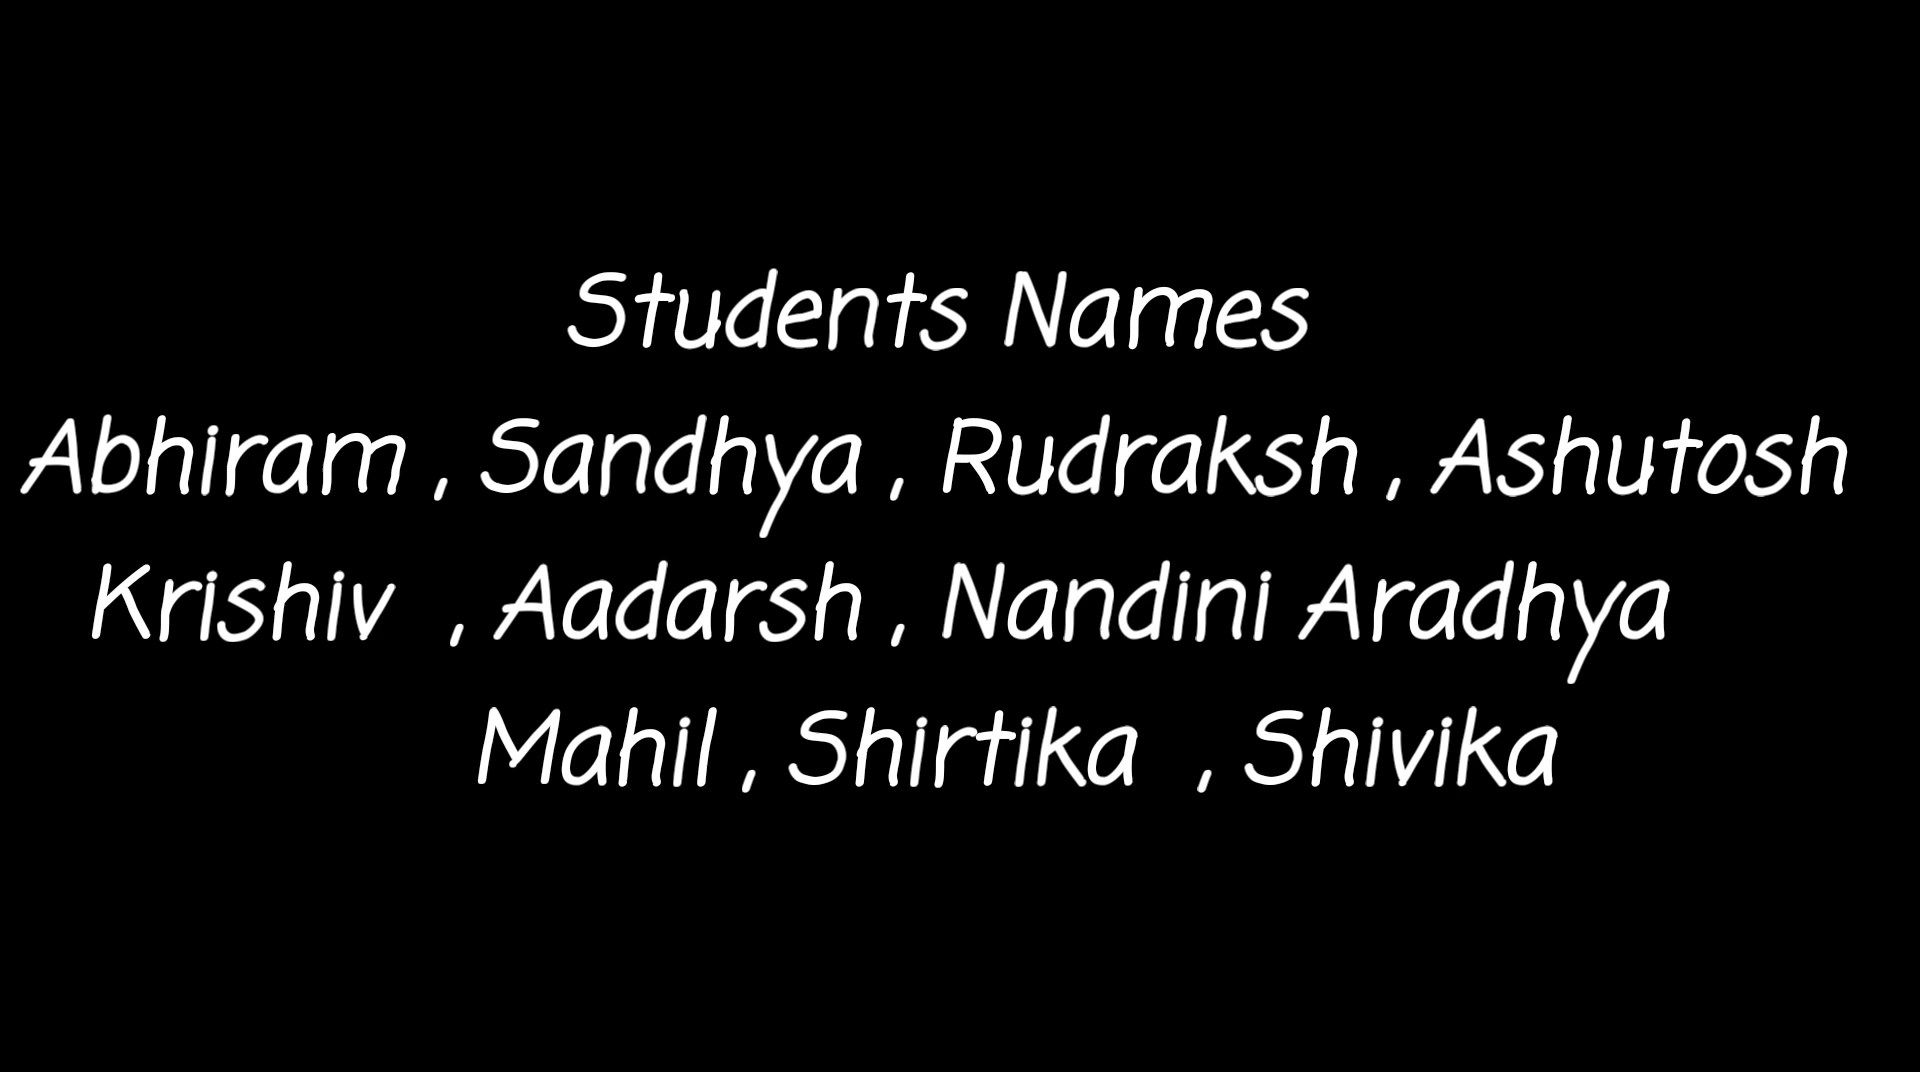 Students Names
Abhiram , Sandhya , Rudraksh , Ashutosh
Krishiv , Aadarsh , Nandini Aradhya
Mahil , Shirtika , Shivika